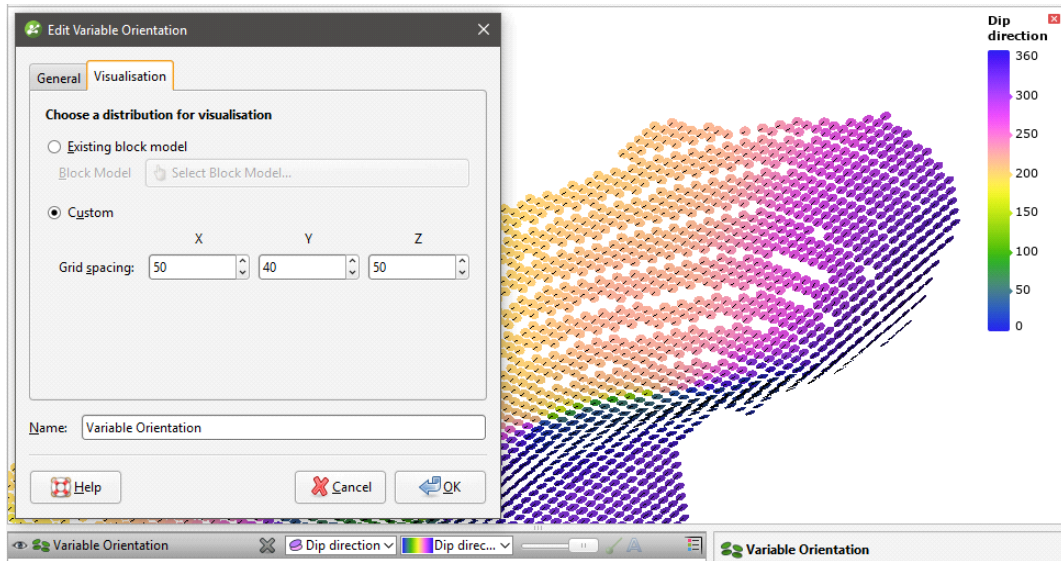 Edit Variable Orientation
General
Visualisation
Choose a distribution for visualisation
Existing block model
Block Model
Select Block Model...
Custom
X Y Z
Grid spacing: 50 40 50
Name: Variable Orientation
Help
Cancel
OK
Dip direction
360
300
250
200
150
100
50
0
Variable Orientation
Dip direction
Dip direc...
A
Variable Orientation